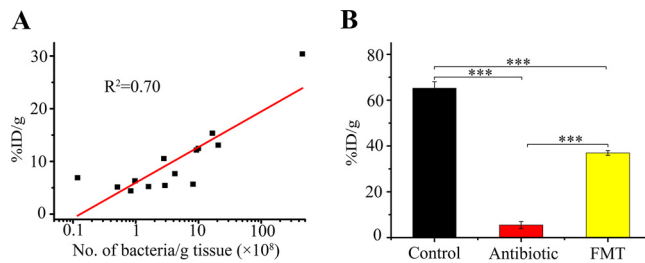 A
%ID/g
30
20
10
0
R²=0.70
0.1 1 10 100
No. of bacteria/g tissue (×10⁸)
B
%ID/g
80
60
40
20
0
***
***
***
Control Antibiotic FMT